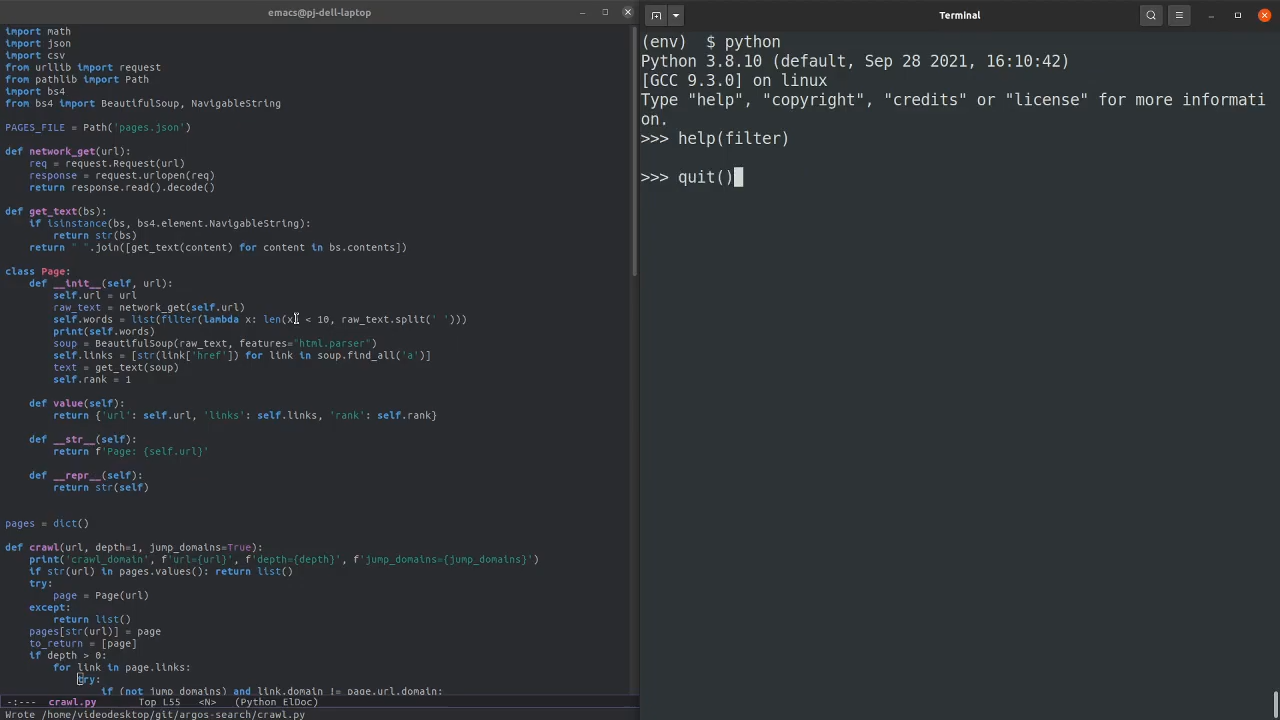 emacs@pj-dell-laptop
import math
import json
import csv
from urllib import request
from pathlib import Path
import bs4
from bs4 import BeautifulSoup, NavigableString
PAGES_FILE = Path('pages.json')
def network_get(url):
    req = request.Request(url)
    response = request.urlopen(req)
    return response.read().decode()
def get_text(bs):
    if isinstance(bs, bs4.element.NavigableString):
        return str(bs)
    return " ".join([get_text(content) for content in bs.contents])
class Page:
    def __init__(self, url):
        self.url = url
        raw_text = network_get(self.url)
        self.words = list(filter(lambda x: len(x) < 10, raw_text.split(' ')))
        print(self.words)
        soup = BeautifulSoup(raw_text, features="html.parser")
        self.links = [str(link['href']) for link in soup.find_all('a')]
        text = get_text(soup)
        self.rank = 1
    def value(self):
        return {'url': self.url, 'links': self.links, 'rank': self.rank}
    def __str__(self):
        return f'Page: {self.url}'
    def __repr__(self):
        return str(self)
pages = dict()
def crawl(url, depth=1, jump_domains=True):
    print('crawl_domain', f'url={url}', f'depth={depth}', f'jump_domains={jump_domains}')
    if str(url) in pages.values(): return list()
    try:
        page = Page(url)
    except:
        return list()
    pages[str(url)] = page
    to_return = [page]
    if depth > 0:
        for link in page.links:
            try:
                if (not jump_domains) and link.domain != page.url.domain:
-:---  crawl.py       Top L55    <N>   (Python ElDoc)
Wrote /home/videodesktop/git/argos-search/crawl.py
Terminal
(env)  $ python
Python 3.8.10 (default, Sep 28 2021, 16:10:42)
[GCC 9.3.0] on linux
Type "help", "copyright", "credits" or "license" for more informati
on.
>>> help(filter)
>>> quit()